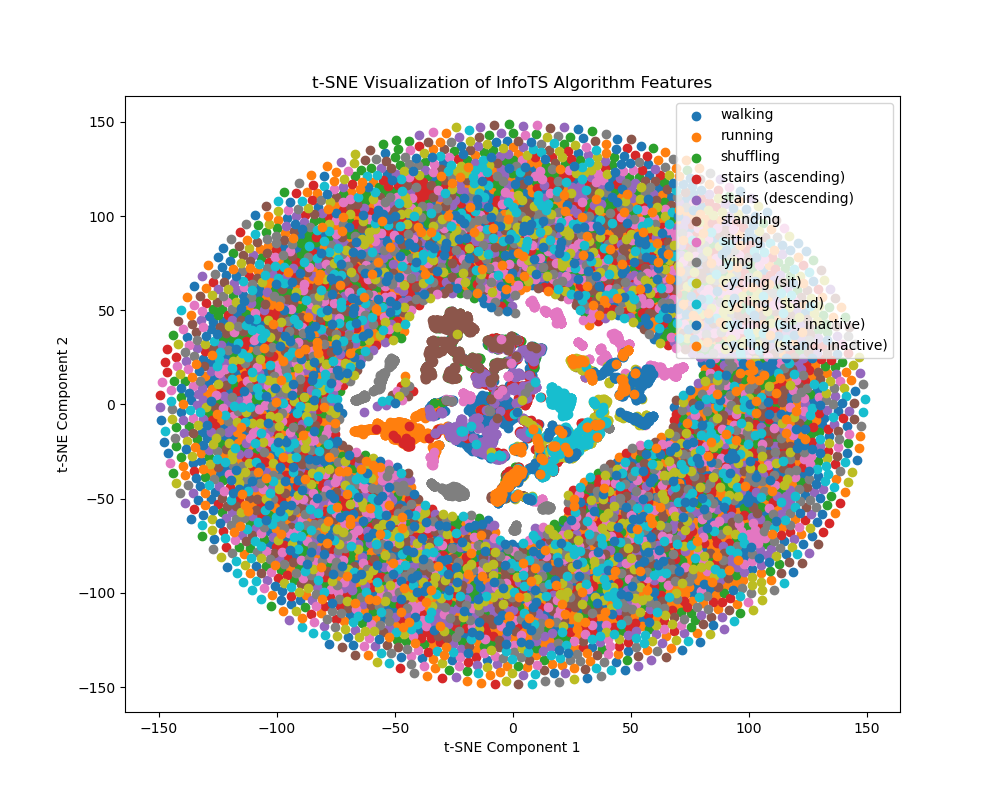 t-SNE Visualization of InfoTS Algorithm Features
walking
running
shuffling
stairs (ascending)
stairs (descending)
standing
sitting
lying
cycling (sit)
cycling (stand)
cycling (sit, inactive)
cycling (stand, inactive)
150
100
50
0
−50
−100
−150
t-SNE Component 2
−150 −100 −50 0 50 100 150
t-SNE Component 1